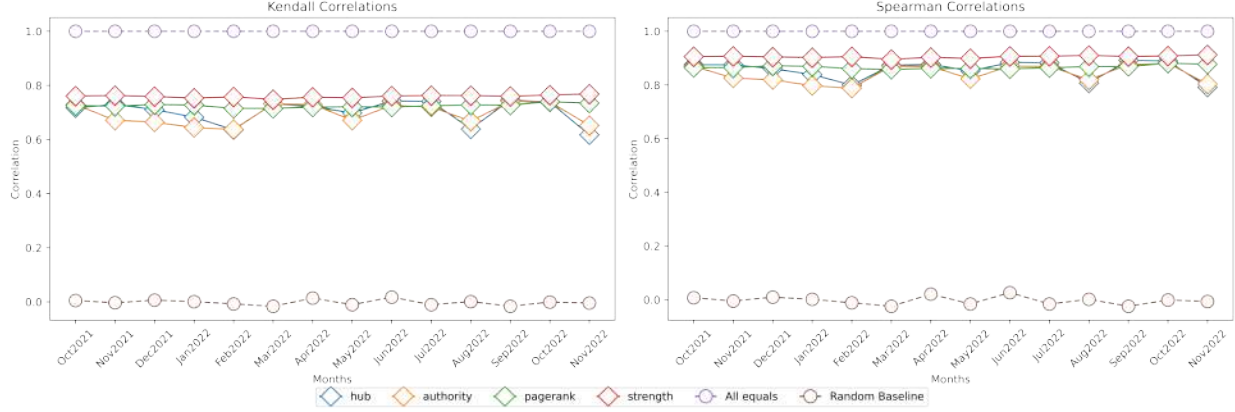 Kendall Correlations
1.0
0.8
0.6
0.4
0.2
0.0
Correlation
Oct2021
Nov2021
Dec2021
Jan2022
Feb2022
Mar2022
Apr2022
May2022
Jun2022
Jul2022
Aug2022
Sep2022
Oct2022
Nov2022
Months
Spearman Correlations
1.0
0.8
0.6
0.4
0.2
0.0
Correlation
Oct2021
Nov2021
Dec2021
Jan2022
Feb2022
Mar2022
Apr2022
May2022
Jun2022
Jul2022
Aug2022
Sep2022
Oct2022
Nov2022
Months
hub authority pagerank strength All equals Random Baseline